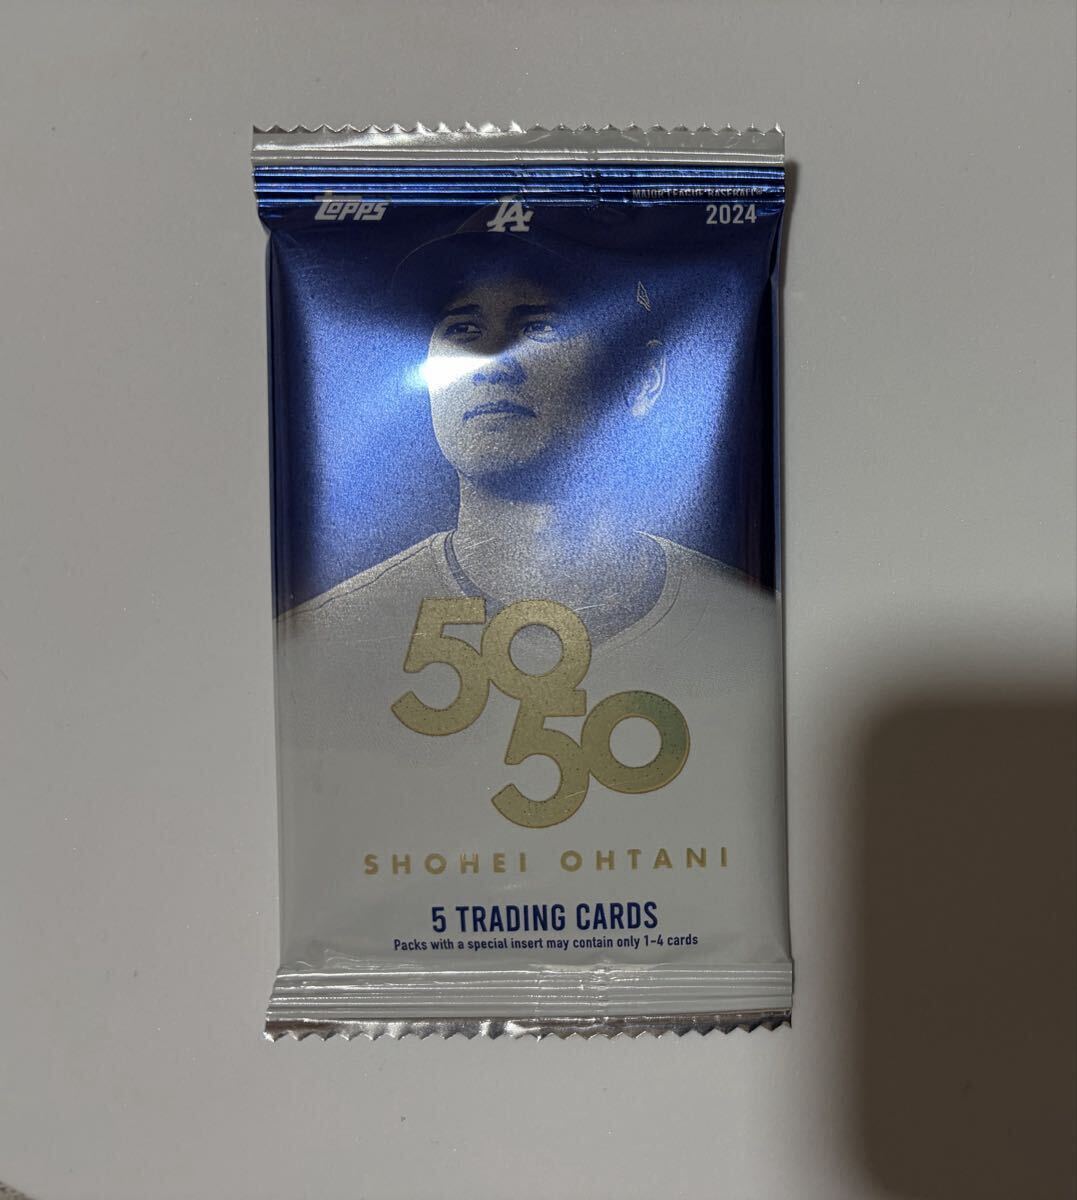 Topps
LA
MAJOR LEAGUE BASEBALL
2024
50
50
SHOHEI OHTANI
5 TRADING CARDS
Packs with a special insert may contain only 1-4 cards